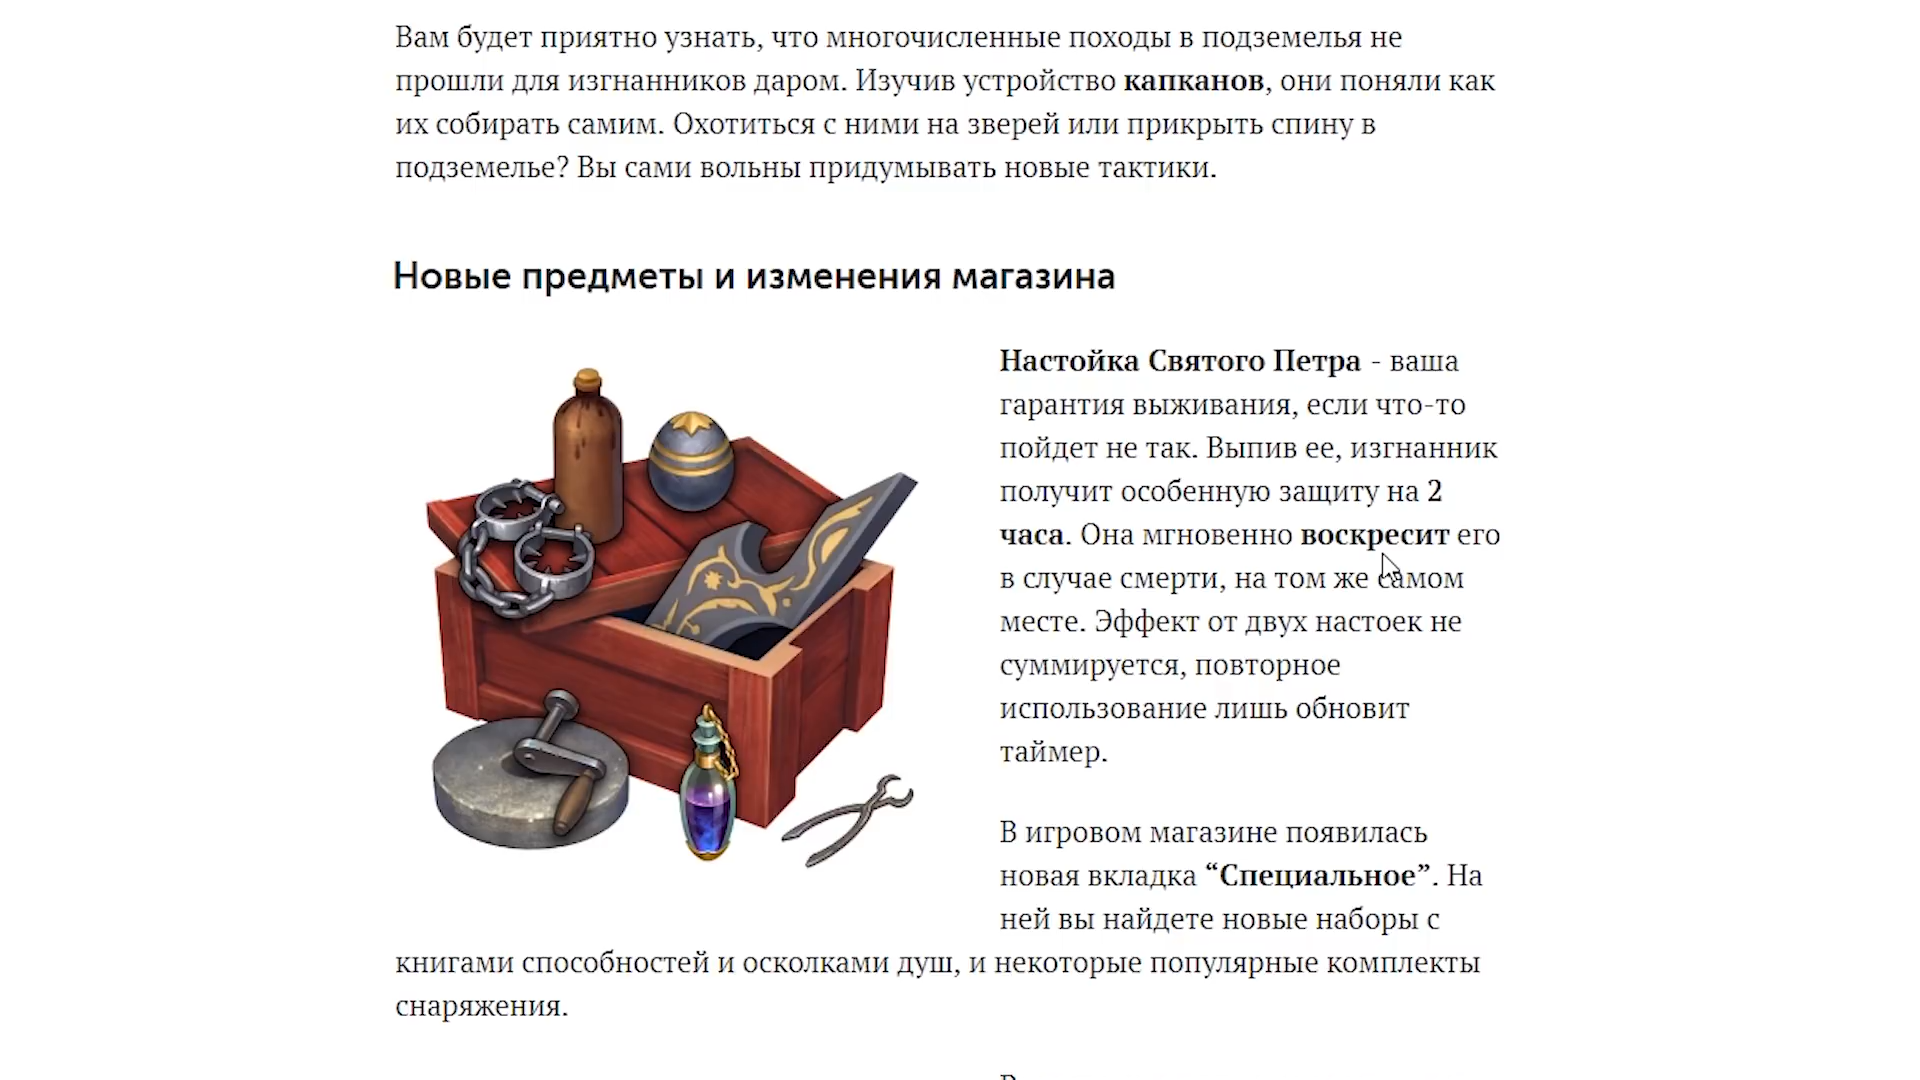 Вам будет приятно узнать, что многочисленные походы в подземелья не
прошли для изгнанников даром. Изучив устройство капканов, они поняли как
их собирать самим. Охотиться с ними на зверей или прикрыть спину в
подземелье? Вы сами вольны придумывать новые тактики.
Новые предметы и изменения магазина
Настойка Святого Петра - ваша
гарантия выживания, если что-то
пойдет не так. Выпив ее, изгнанник
получит особенную защиту на 2
часа. Она мгновенно воскресит его
в случае смерти, на том же самом
месте. Эффект от двух настоек не
суммируется, повторное
использование лишь обновит
таймер.
В игровом магазине появилась
новая вкладка “Специальное”. На
ней вы найдете новые наборы с
книгами способностей и осколками душ, и некоторые популярные комплекты
снаряжения.